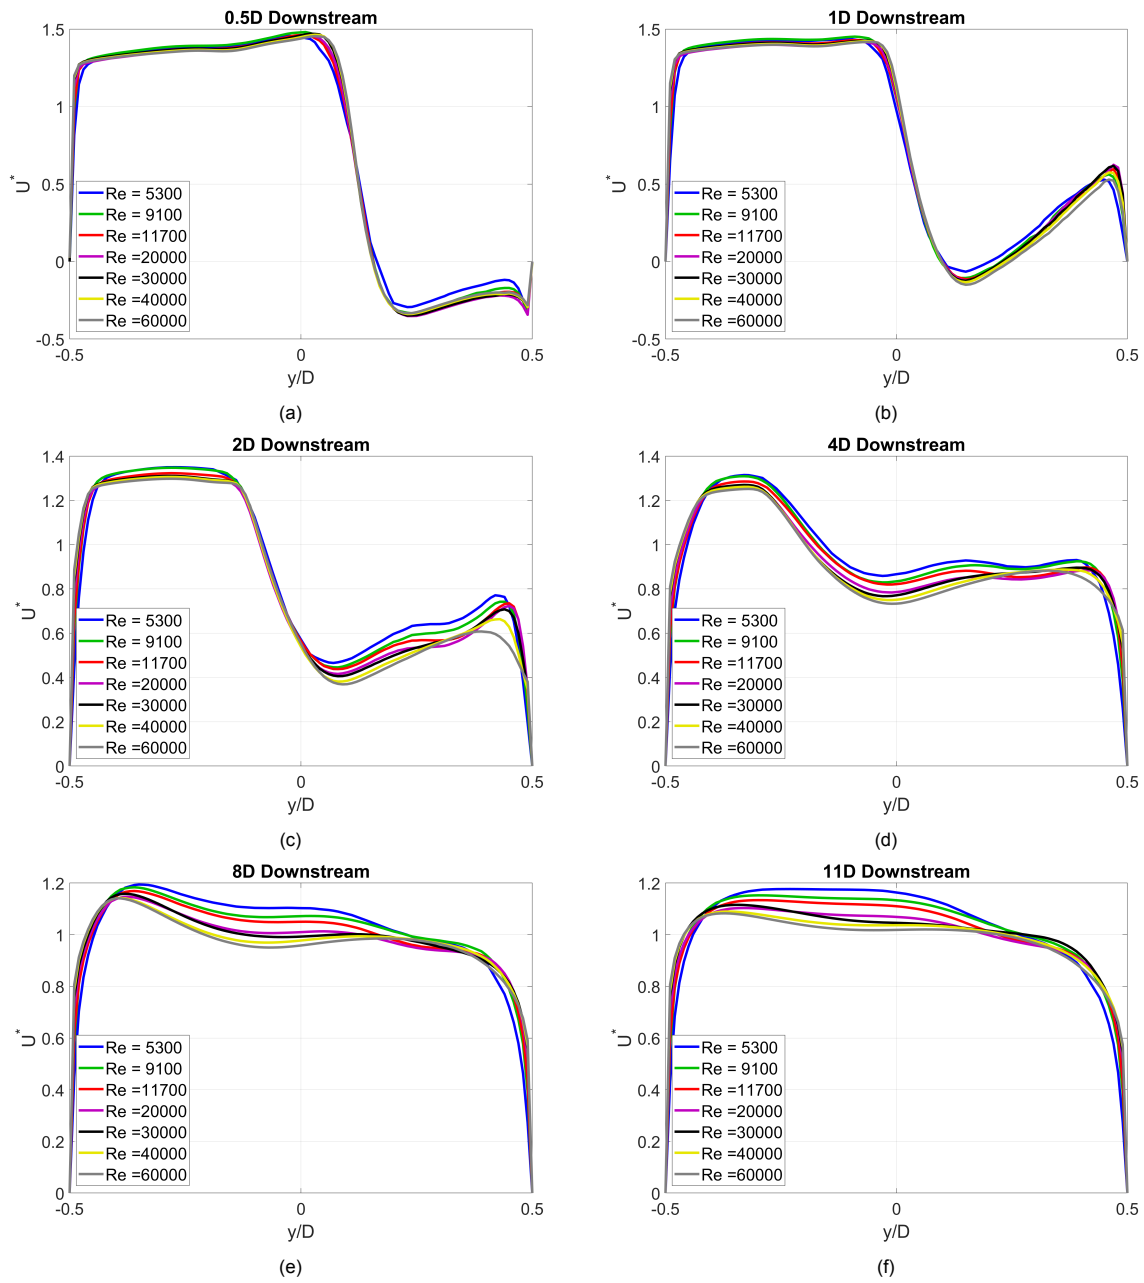 0.5D Downstream
1.5
1
0.5
0
-0.5
U*
Re = 5300
Re = 9100
Re =11700
Re =20000
Re =30000
Re =40000
Re =60000
-0.5 0 0.5
y/D
(a)
1D Downstream
1.5
1
0.5
0
-0.5
U*
Re = 5300
Re = 9100
Re =11700
Re =20000
Re =30000
Re =40000
Re =60000
-0.5 0 0.5
y/D
(b)
2D Downstream
1.4
1.2
1
0.8
0.6
0.4
0.2
0
U*
Re = 5300
Re = 9100
Re =11700
Re =20000
Re =30000
Re =40000
Re =60000
-0.5 0 0.5
y/D
(c)
4D Downstream
1.4
1.2
1
0.8
0.6
0.4
0.2
0
U*
Re = 5300
Re = 9100
Re =11700
Re =20000
Re =30000
Re =40000
Re =60000
-0.5 0 0.5
y/D
(d)
8D Downstream
1.2
1
0.8
0.6
0.4
0.2
0
U*
Re = 5300
Re = 9100
Re =11700
Re =20000
Re =30000
Re =40000
Re =60000
-0.5 0 0.5
y/D
(e)
11D Downstream
1.2
1
0.8
0.6
0.4
0.2
0
U*
Re = 5300
Re = 9100
Re =11700
Re =20000
Re =30000
Re =40000
Re =60000
-0.5 0 0.5
y/D
(f)